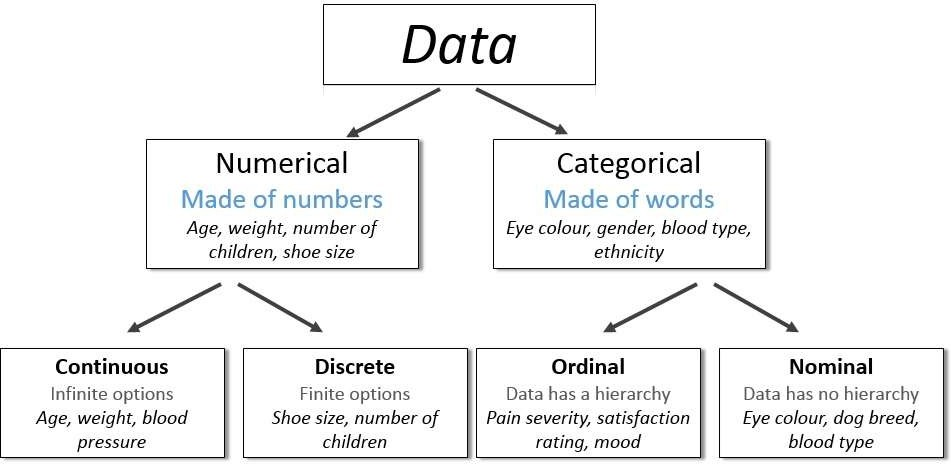 Data
Numerical
Made of numbers
Age, weight, number of
children, shoe size
Categorical
Made of words
Eye colour, gender, blood type,
ethnicity
Continuous
Infinite options
Age, weight, blood
pressure
Discrete
Finite options
Shoe size, number of
children
Ordinal
Data has a hierarchy
Pain severity, satisfaction
rating, mood
Nominal
Data has no hierarchy
Eye colour, dog breed,
blood type